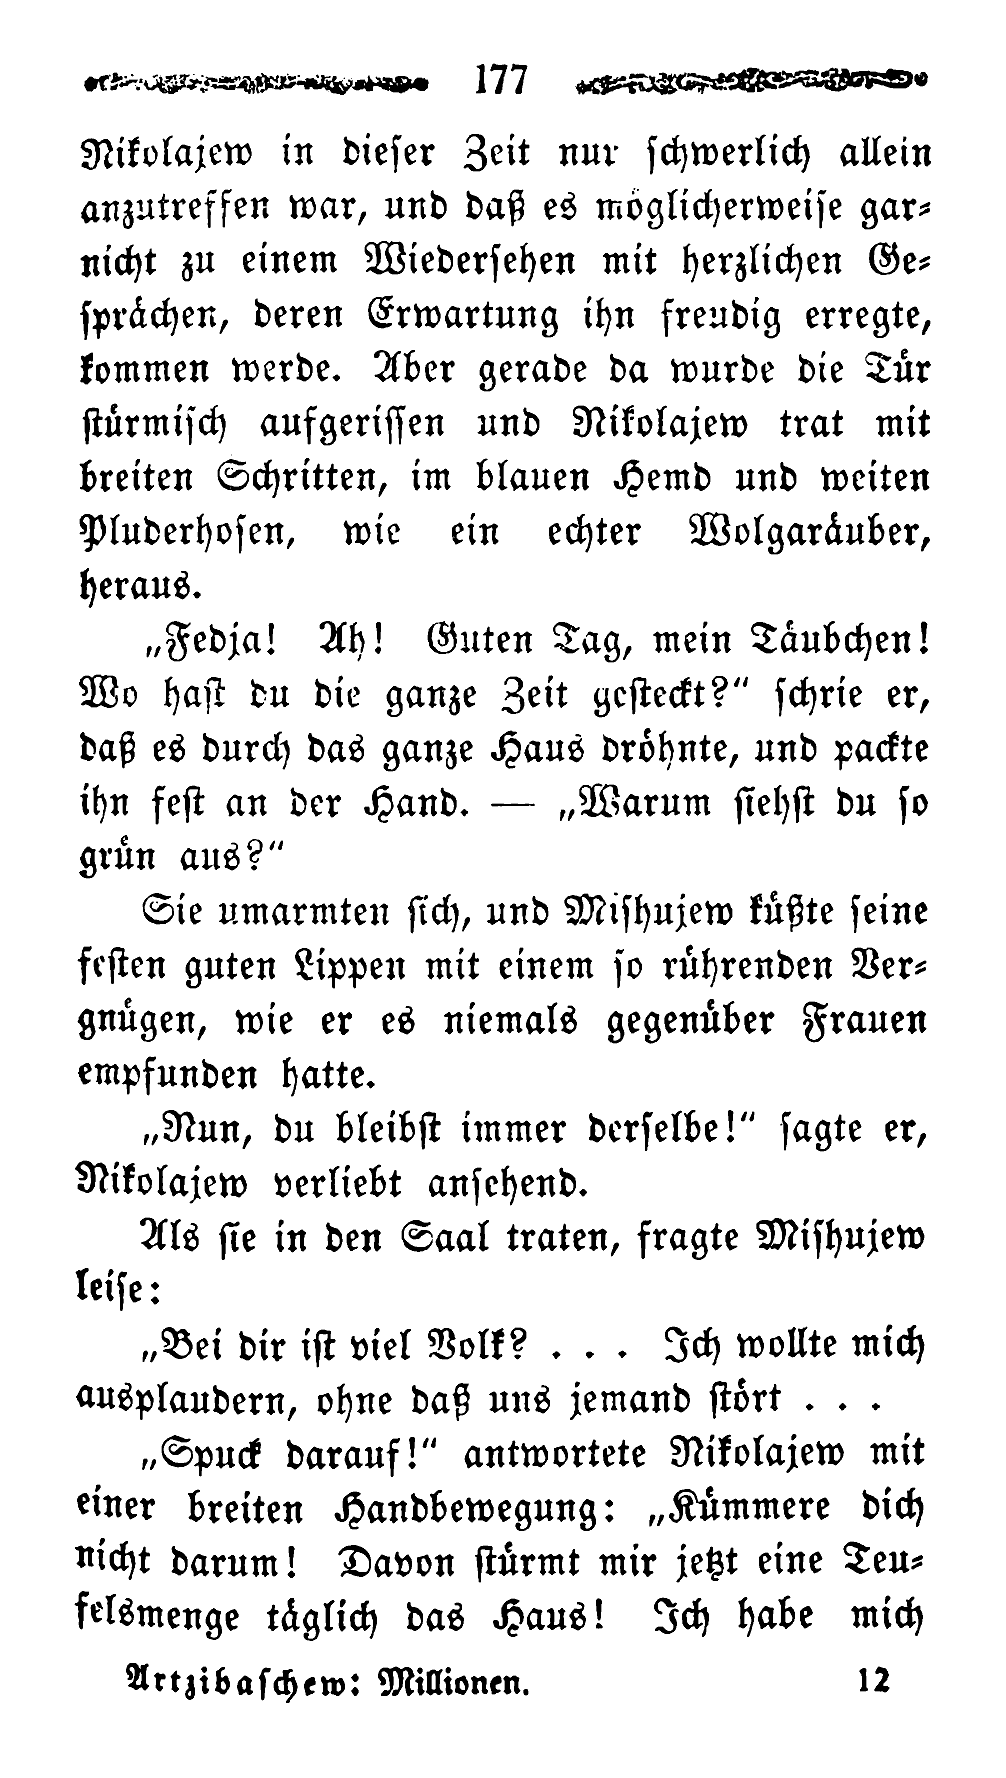 177
Nikolajew in dieser Zeit nur schwerlich allein
anzutreffen war, und daß es möglicherweise gar-
nicht zu einem Wiedersehen mit herzlichen Ge-
sprächen, deren Erwartung ihn freudig erregte,
kommen werde. Aber gerade da wurde die Tür
stürmisch aufgerissen und Nikolajew trat mit
breiten Schritten, im blauen Hemd und weiten
Pluderhosen, wie ein echter Wolgaräuber,
heraus.
„Fedja! Ah! Guten Tag, mein Täubchen!
Wo hast du die ganze Zeit gesteckt?“ schrie er,
daß es durch das ganze Haus dröhnte, und packte
ihn fest an der Hand. — „Warum siehst du so
grün aus?“
Sie umarmten sich, und Mishujew küßte seine
festen guten Lippen mit einem so rührenden Ver-
gnügen, wie er es niemals gegenüber Frauen
empfunden hatte.
„Nun, du bleibst immer derselbe!“ sagte er,
Nikolajew verliebt ansehend.
Als sie in den Saal traten, fragte Mishujew
leise:
„Bei dir ist viel Volk? . . . Ich wollte mich
ausplaudern, ohne daß uns jemand stört . . .
„Spuck darauf!“ antwortete Nikolajew mit
einer breiten Handbewegung: „Kümmere dich
nicht darum! Davon stürmt mir jetzt eine Teu-
felsmenge täglich das Haus! Ich habe mich
Artzibaschew: Millionen. 12